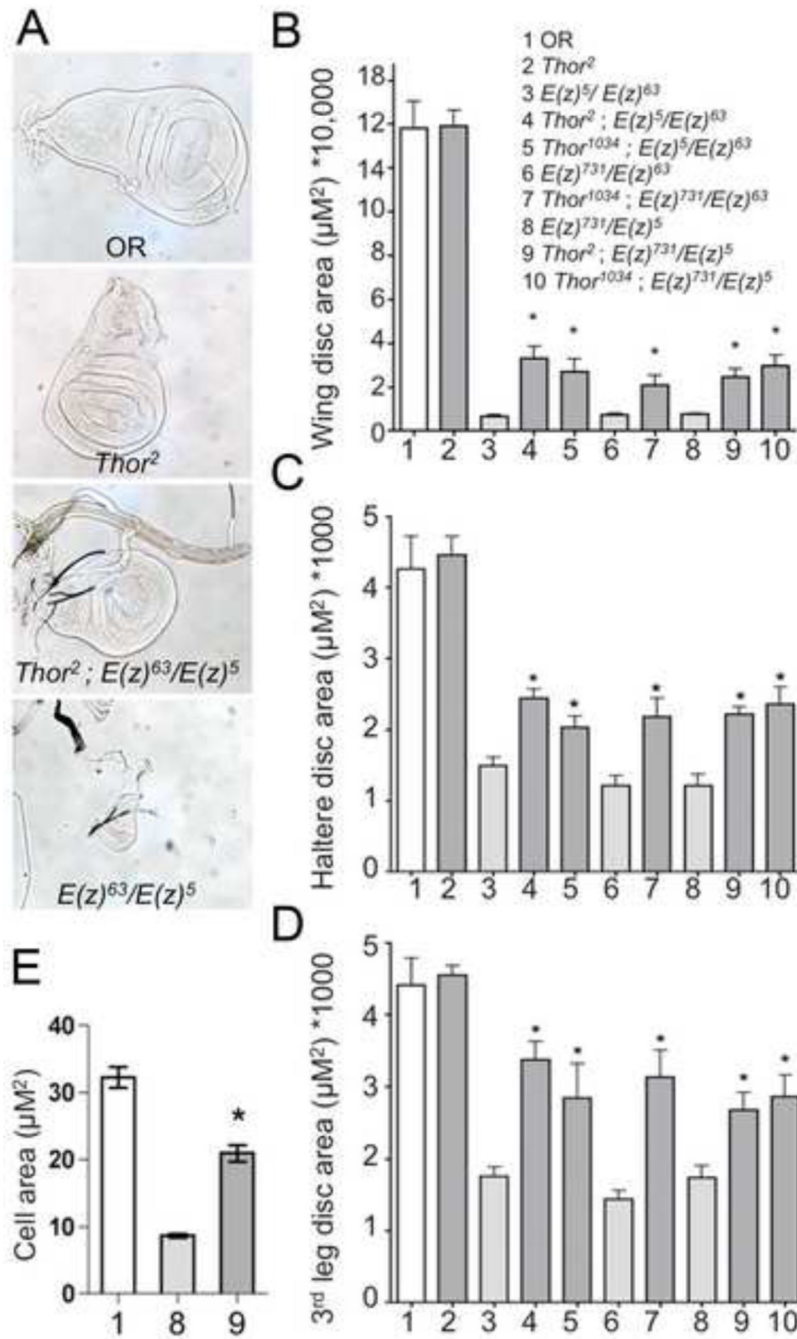 A
OR
Thor²
Thor² ; E(z)⁶³/E(z)⁵
E(z)⁶³/E(z)⁵
B
Wing disc area (µM²) *10,000
18
12
14
10
8
6
4
2
0
1 OR
2 Thor²
3 E(z)⁵/ E(z)⁶³
4 Thor² ; E(z)⁵/E(z)⁶³
5 Thor¹⁰³⁴ ; E(z)⁵/E(z)⁶³
6 E(z)⁷³¹/E(z)⁶³
7 Thor¹⁰³⁴ ; E(z)⁷³¹/E(z)⁶³
8 E(z)⁷³¹/E(z)⁵
9 Thor² ; E(z)⁷³¹/E(z)⁵
10 Thor¹⁰³⁴ ; E(z)⁷³¹/E(z)⁵
* * * * *
1 2 3 4 5 6 7 8 9 10
C
Haltere disc area (µM²) *1000
5
4
3
2
1
0
* * * * *
1 2 3 4 5 6 7 8 9 10
D
3rd leg disc area (µM²) *1000
5
4
3
2
1
0
* * * * *
1 2 3 4 5 6 7 8 9 10
E
Cell area (µM²)
40
30
20
10
0
*
1 8 9